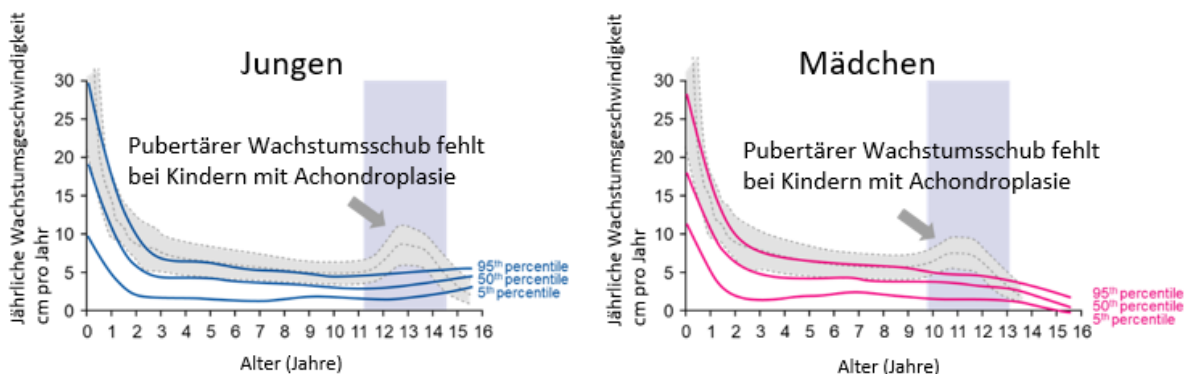 Jungen
Jährliche Wachstumsgeschwindigkeit
cm pro Jahr
30
25
20
15
10
5
0
Pubertärer Wachstumsschub fehlt
bei Kindern mit Achondroplasie
95th percentile
50th percentile
5th percentile
0 1 2 3 4 5 6 7 8 9 10 11 12 13 14 15 16
Alter (Jahre)
Mädchen
Jährliche Wachstumsgeschwindigkeit
cm pro Jahr
30
25
20
15
10
5
0
Pubertärer Wachstumsschub fehlt
bei Kindern mit Achondroplasie
95th percentile
50th percentile
5th percentile
0 1 2 3 4 5 6 7 8 9 10 11 12 13 14 15 16
Alter (Jahre)